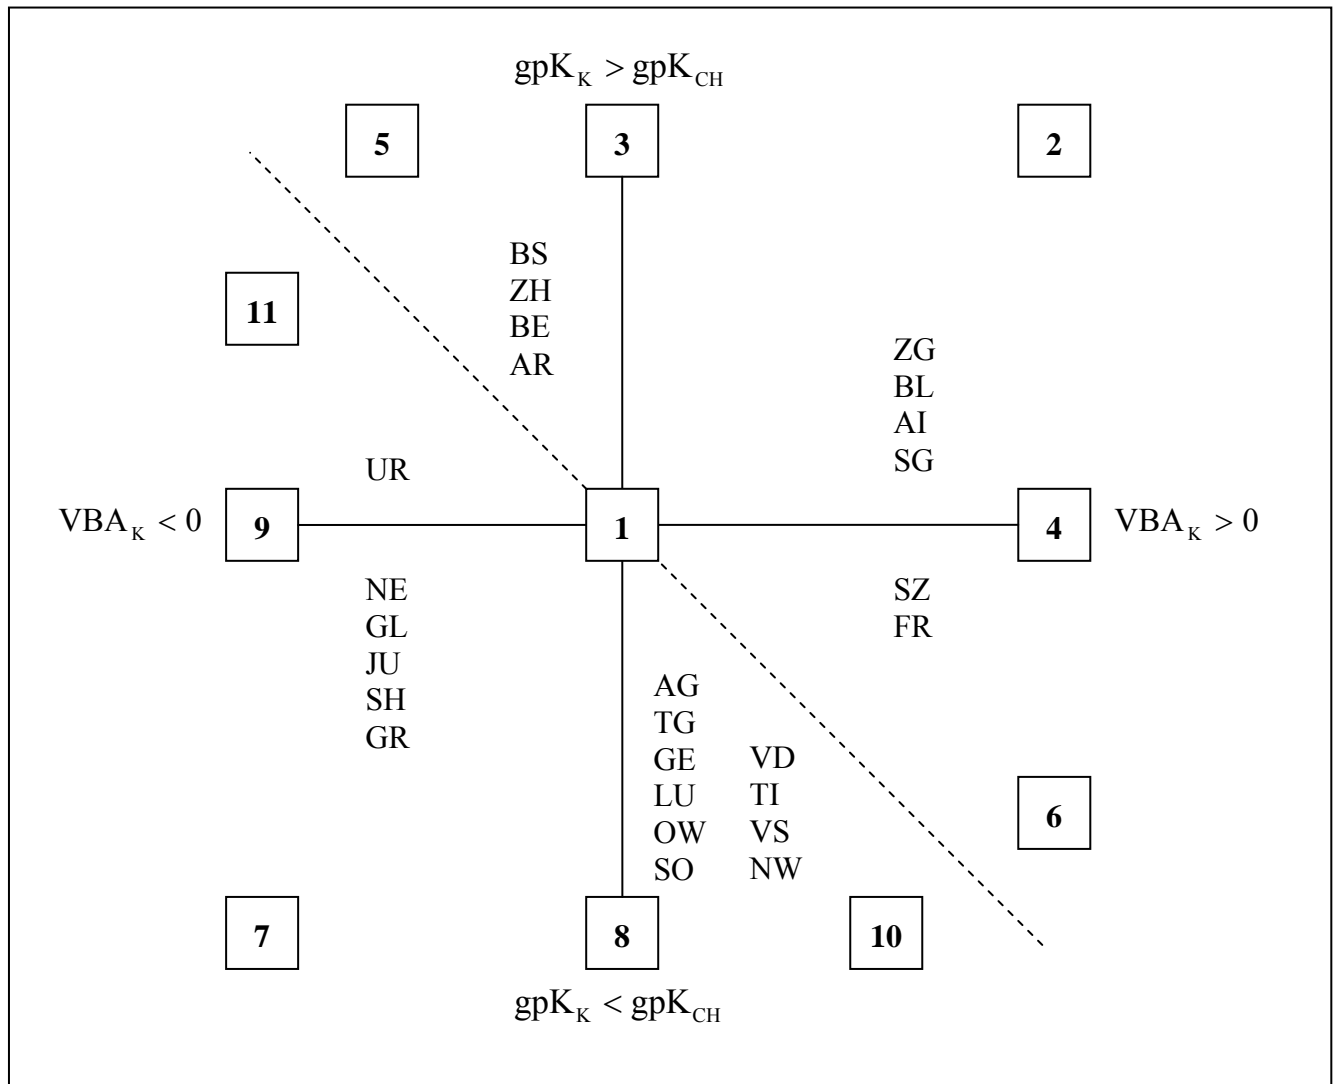 gpK_K > gpK_CH
5 3 2
BS
ZH
BE
AR
11
ZG
BL
AI
SG
UR
VBA_K < 0 9 1 4 VBA_K > 0
NE
GL
JU
SH
GR
SZ
FR
AG
TG
GE
LU
OW
SO
VD
TI
VS
NW
6
7 8 10
gpK_K < gpK_CH